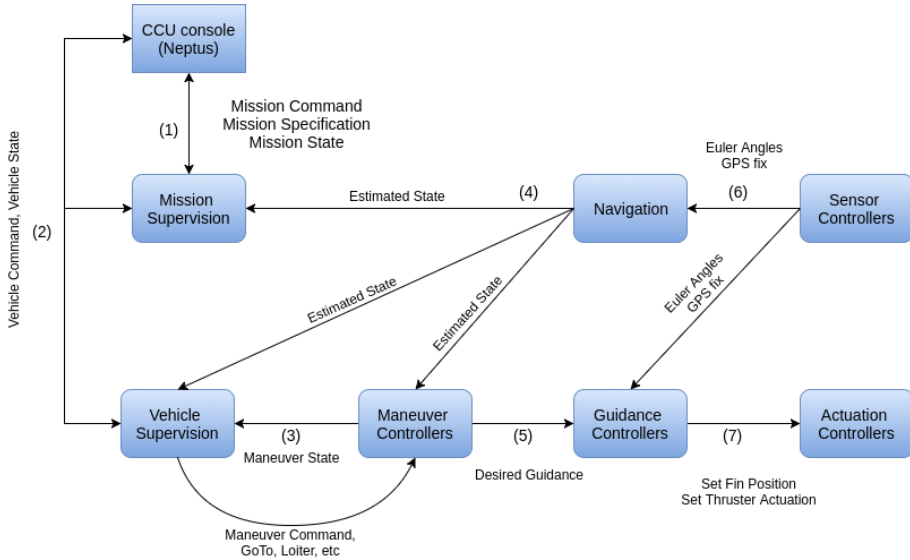 CCU console
(Neptus)
(1)
Mission Command
Mission Specification
Mission State
Vehicle Command, Vehicle State
(2)
Mission
Supervision
Estimated State
(4)
Navigation
Euler Angles
GPS fix
(6)
Sensor
Controllers
Estimated State
Estimated State
Euler Angles
GPS fix
Vehicle
Supervision
(3)
Maneuver State
Maneuver
Controllers
(5)
Desired Guidance
Guidance
Controllers
(7)
Set Fin Position
Set Thruster Actuation
Actuation
Controllers
Maneuver Command,
GoTo, Loiter, etc